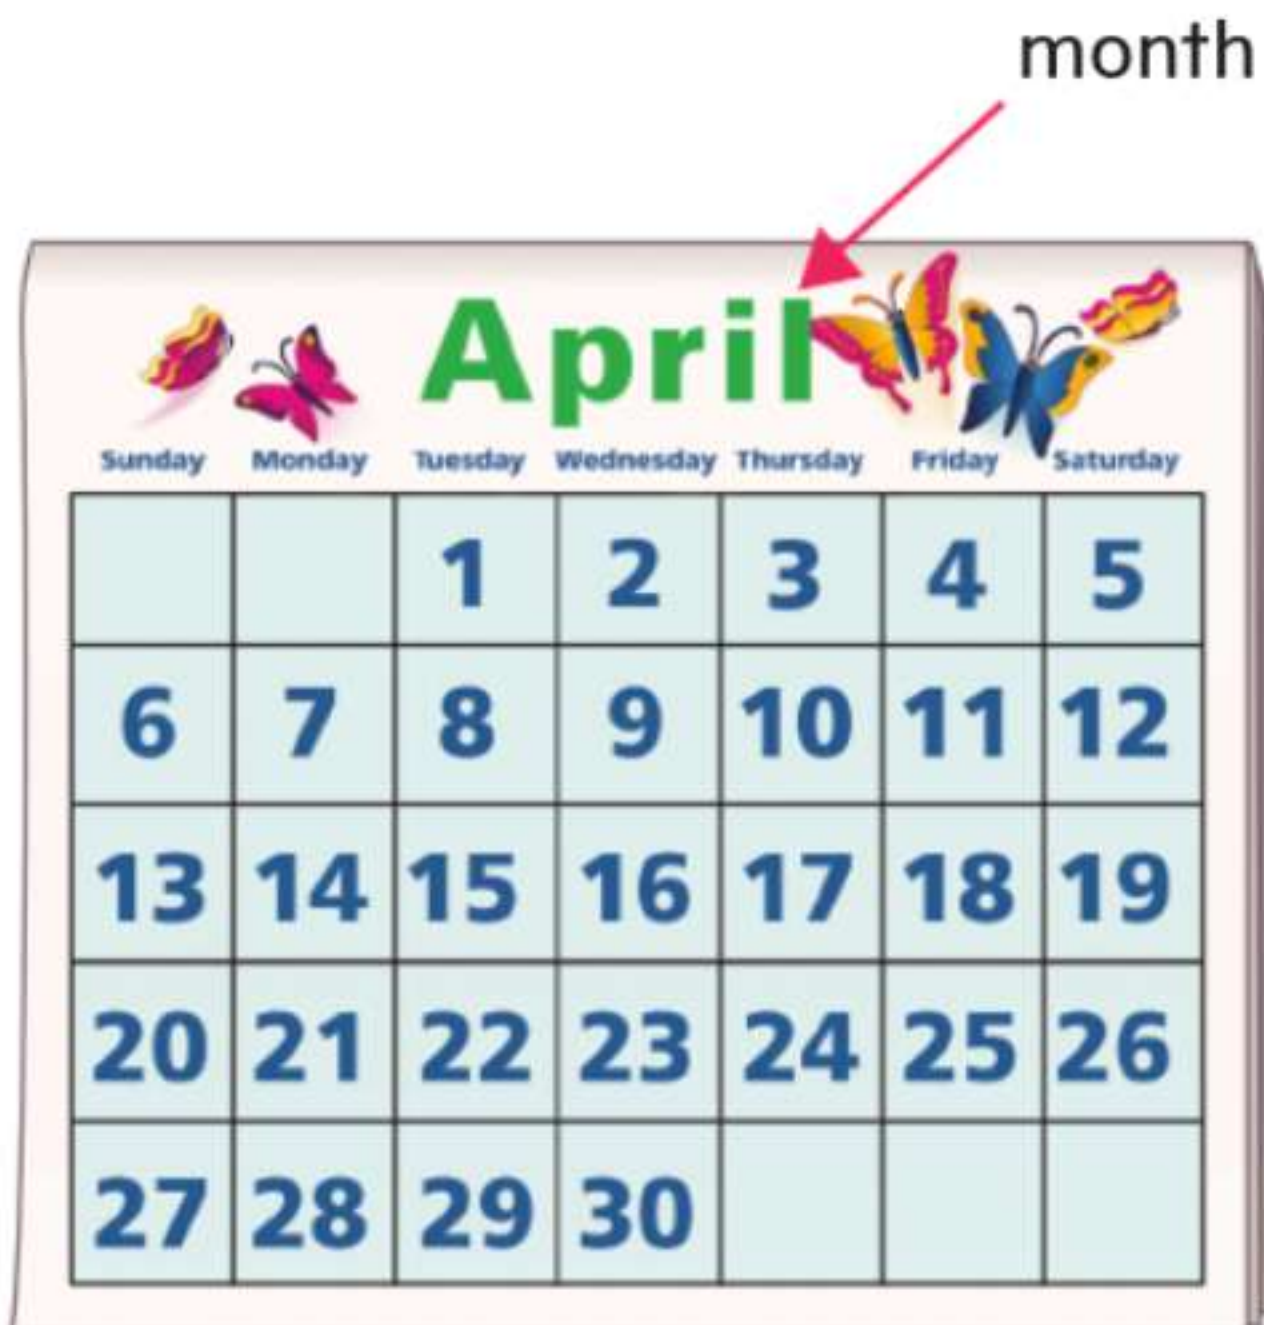 month
April
Sunday Monday Tuesday Wednesday Thursday Friday Saturday
1 2 3 4 5
6 7 8 9 10 11 12
13 14 15 16 17 18 19
20 21 22 23 24 25 26
27 28 29 30